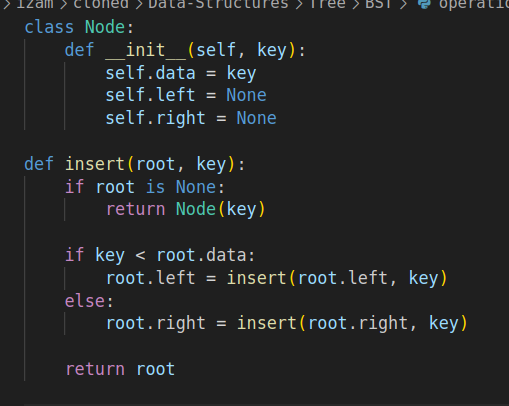 cloned > Data-Structures > Tree > BST >
class Node:
    def __init__(self, key):
        self.data = key
        self.left = None
        self.right = None

def insert(root, key):
    if root is None:
        return Node(key)

    if key < root.data:
        root.left = insert(root.left, key)
    else:
        root.right = insert(root.right, key)

    return root